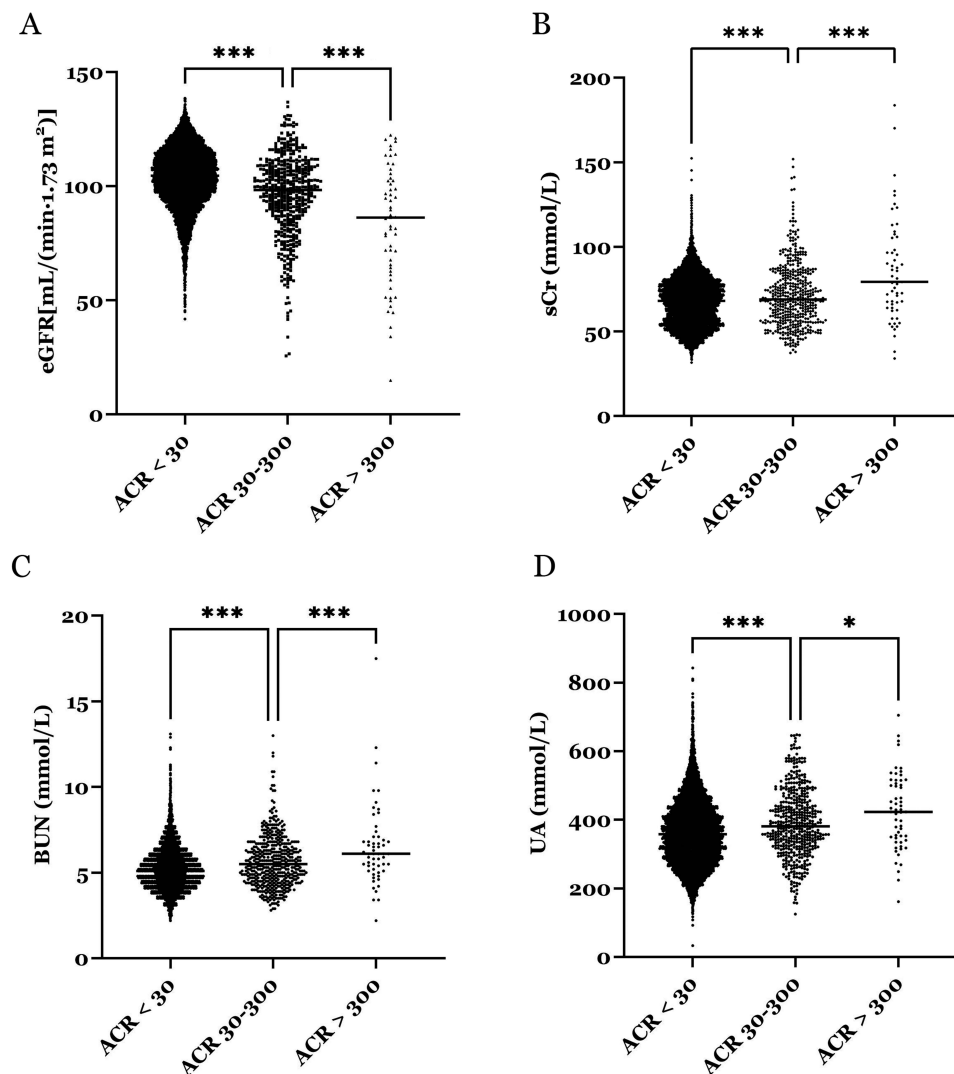 A
*** ***
150
100
50
0
eGFR[mL/(min·1.73 m²)]
ACR < 30
ACR 30-300
ACR > 300
B
*** ***
200
150
100
50
0
sCr (mmol/L)
ACR < 30
ACR 30-300
ACR > 300
C
*** ***
20
15
10
5
0
BUN (mmol/L)
ACR < 30
ACR 30-300
ACR > 300
D
*** *
1000
800
600
400
200
0
UA (mmol/L)
ACR < 30
ACR 30-300
ACR > 300